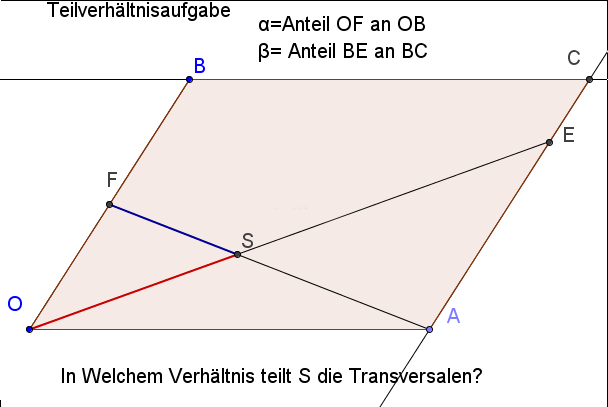 Teilverhältnisaufgabe
α=Anteil OF an OB
β= Anteil BE an BC
B
C
E
F
S
O
A
In Welchem Verhältnis teilt S die Transversalen?